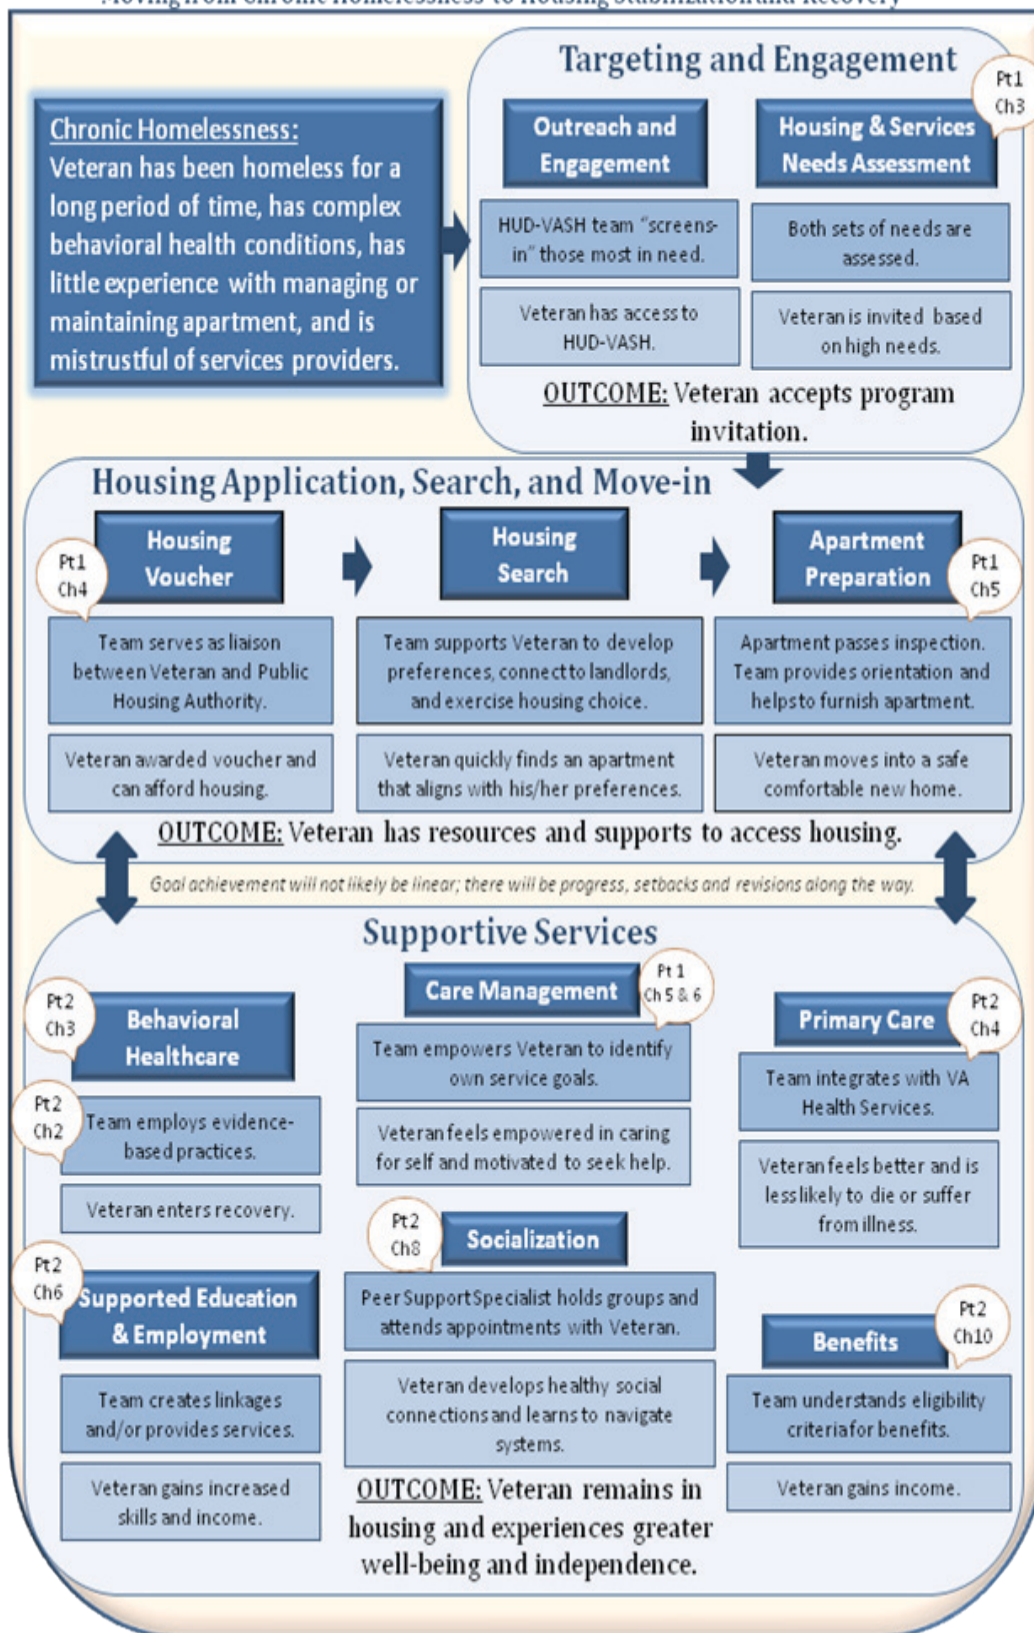 Moving from Chronic Homelessness to Housing Stabilization and Recovery
Targeting and Engagement
Pt1
Ch3
Chronic Homelessness:
Veteran has been homeless for a
long period of time, has complex
behavioral health conditions, has
little experience with managing or
maintaining apartment, and is
mistrustful of services providers.
Outreach and
Engagement
HUD-VASH team "screens-
in" those most in need.
Veteran has access to
HUD-VASH.
Housing & Services
Needs Assessment
Both sets of needs are
assessed.
Veteran is invited based
on high needs.
OUTCOME: Veteran accepts program
invitation.
Housing Application, Search, and Move-in
Pt1
Ch4
Housing
Voucher
Team serves as liaison
between Veteran and Public
Housing Authority.
Veteran awarded voucher and
can afford housing.
Housing
Search
Team supports Veteran to develop
preferences, connect to landlords,
and exercise housing choice.
Veteran quickly finds an apartment
that aligns with his/her preferences.
Apartment
Preparation
Pt1
Ch5
Apartment passes inspection.
Team provides orientation and
helps to furnish apartment.
Veteran moves into a safe
comfortable new home.
OUTCOME: Veteran has resources and supports to access housing.
Goal achievement will not likely be linear; there will be progress, setbacks and revisions along the way.
Supportive Services
Pt2
Ch3
Behavioral
Healthcare
Pt2
Ch2
Team employs evidence-
based practices.
Veteran enters recovery.
Care Management
Pt 1
Ch 5 & 6
Team empowers Veteran to identify
own service goals.
Veteran feels empowered in caring
for self and motivated to seek help.
Primary Care
Pt2
Ch4
Team integrates with VA
Health Services.
Veteran feels better and is
less likely to die or suffer
from illness.
Pt2
Ch6
Supported Education
& Employment
Team creates linkages
and/or provides services.
Veteran gains increased
skills and income.
Pt2
Ch8
Socialization
Peer Support Specialist holds groups and
attends appointments with Veteran.
Veteran develops healthy social
connections and learns to navigate
systems.
Pt2
Ch10
Benefits
Team understands eligibility
criteria for benefits.
Veteran gains income.
OUTCOME: Veteran remains in
housing and experiences greater
well-being and independence.